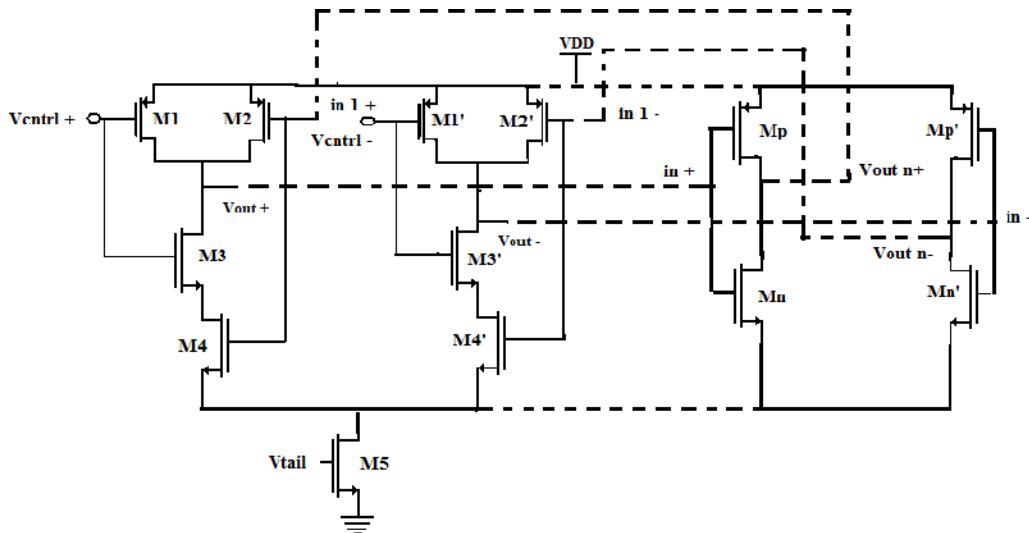 VDD
Vcntrl +
M1
M2
in 1 +
Vcntrl -
M1'
M2'
in 1 -
Mp
Mp'
in +
Vout n+
Vout +
Vout -
in -
M3
M3'
Vout n-
Mn
Mn'
M4
M4'
Vtail
M5